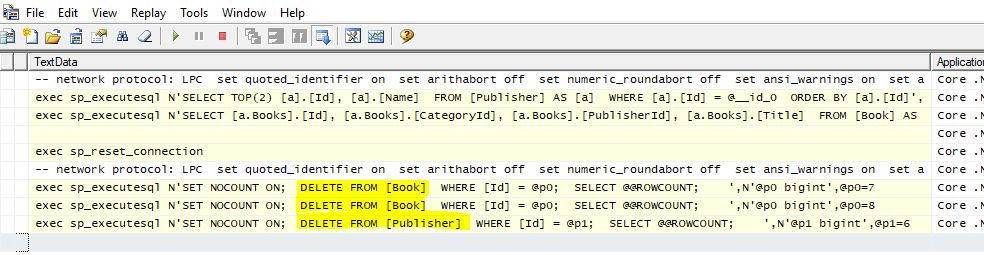 File Edit View Replay Tools Window Help
TextData Application
-- network protocol: LPC set quoted_identifier on set arithabort off set numeric_roundabort off set ansi_warnings on set a Core .N
exec sp_executesql N'SELECT TOP(2) [a].[Id], [a].[Name] FROM [Publisher] AS [a] WHERE [a].[Id] = @__id_0 ORDER BY [a].[Id]', Core .N
exec sp_executesql N'SELECT [a.Books].[Id], [a.Books].[CategoryId], [a.Books].[PublisherId], [a.Books].[Title] FROM [Book] AS Core .N
Core .N
exec sp_reset_connection Core .N
-- network protocol: LPC set quoted_identifier on set arithabort off set numeric_roundabort off set ansi_warnings on set a Core .N
exec sp_executesql N'SET NOCOUNT ON; DELETE FROM [Book] WHERE [Id] = @p0; SELECT @@ROWCOUNT; ',N'@p0 bigint',@p0=7 Core .N
exec sp_executesql N'SET NOCOUNT ON; DELETE FROM [Book] WHERE [Id] = @p0; SELECT @@ROWCOUNT; ',N'@p0 bigint',@p0=8 Core .N
exec sp_executesql N'SET NOCOUNT ON; DELETE FROM [Publisher] WHERE [Id] = @p1; SELECT @@ROWCOUNT; ',N'@p1 bigint',@p1=6 Core .N